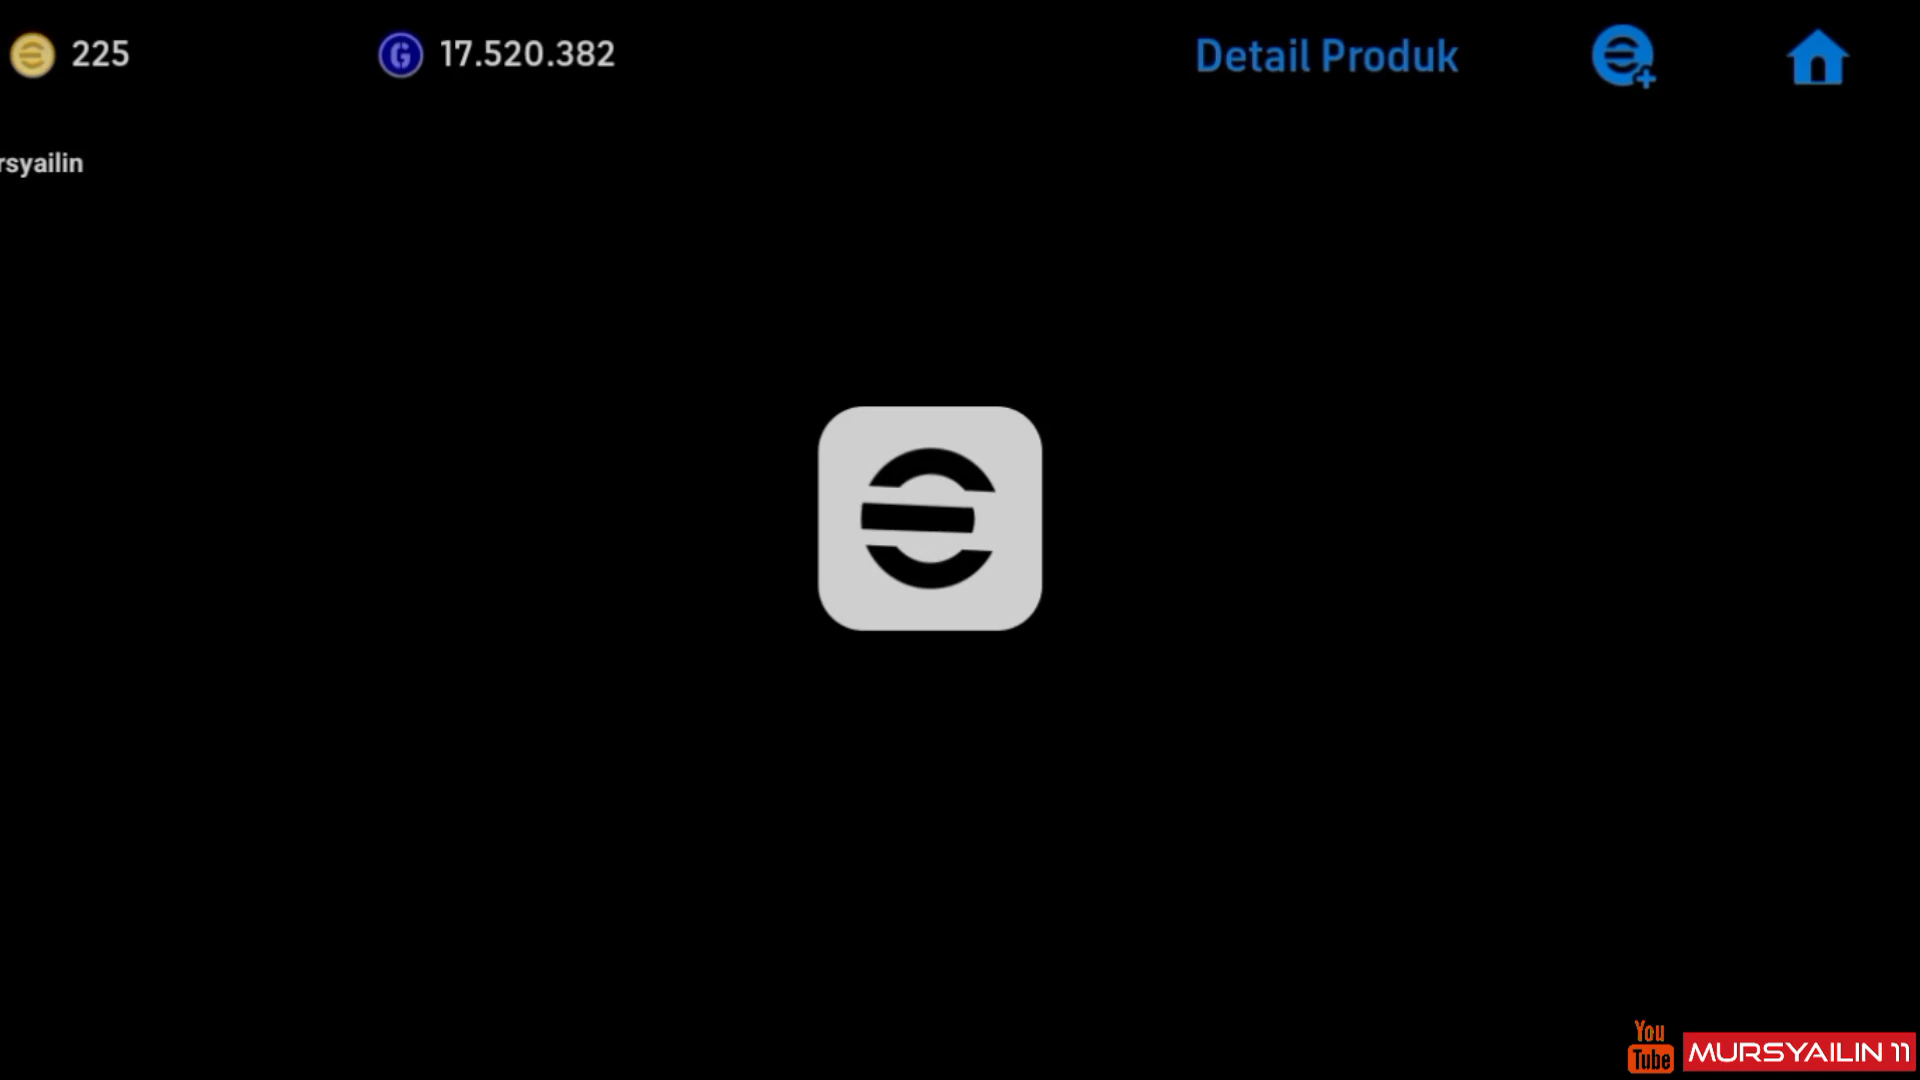 225
17.520.382
Detail Produk
rsyailin
You
Tube
MURSYAILIN 11